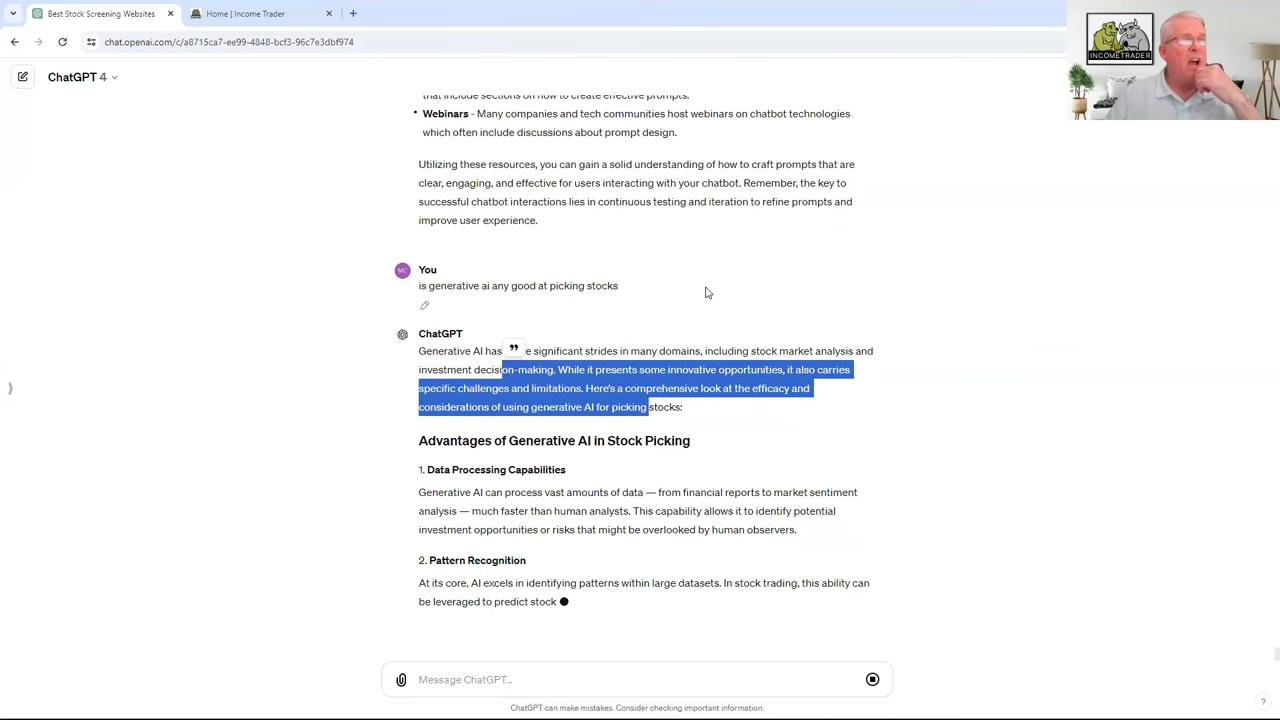 Best Stock Screening Websites
Home | Income Trader
chat.openai.com/c/a8715ca7-ee99-4848-bcf3-96c7e3dbf974
INCOMETRADER
ChatGPT 4
that include sections on how to create effective prompts.
• Webinars - Many companies and tech communities host webinars on chatbot technologies
which often include discussions about prompt design.
Utilizing these resources, you can gain a solid understanding of how to craft prompts that are
clear, engaging, and effective for users interacting with your chatbot. Remember, the key to
successful chatbot interactions lies in continuous testing and iteration to refine prompts and
improve user experience.
MC
You
is generative ai any good at picking stocks
ChatGPT
Generative AI has e significant strides in many domains, including stock market analysis and
investment decision-making. While it presents some innovative opportunities, it also carries
specific challenges and limitations. Here's a comprehensive look at the efficacy and
considerations of using generative AI for picking stocks:
Advantages of Generative AI in Stock Picking
1. Data Processing Capabilities
Generative AI can process vast amounts of data — from financial reports to market sentiment
analysis — much faster than human analysts. This capability allows it to identify potential
investment opportunities or risks that might be overlooked by human observers.
2. Pattern Recognition
At its core, AI excels in identifying patterns within large datasets. In stock trading, this ability can
be leveraged to predict stock
Message ChatGPT...
ChatGPT can make mistakes. Consider checking important information.
?